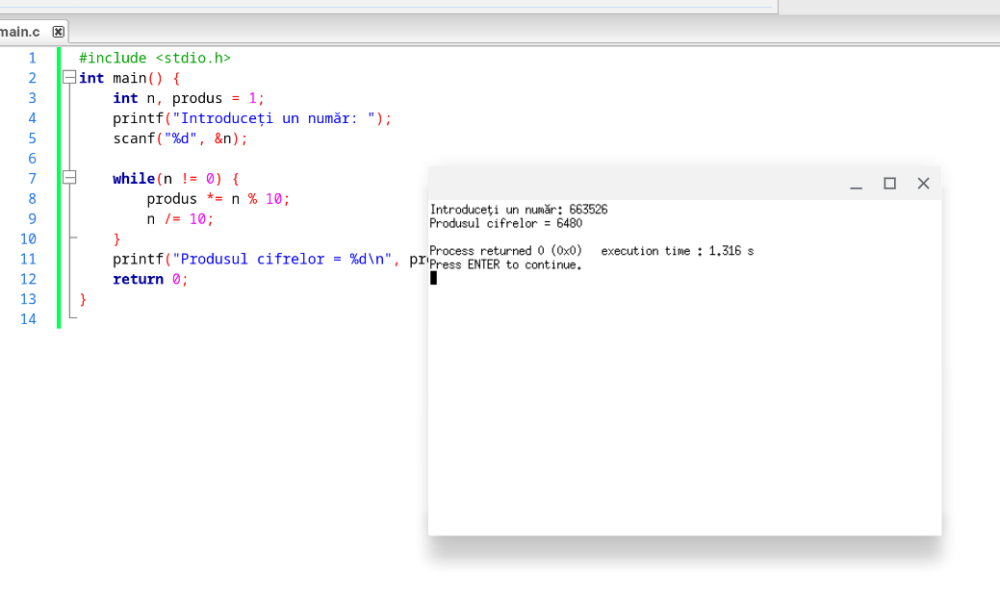 main.c
1 #include <stdio.h>
2 int main() {
3 int n, produs = 1;
4 printf("Introduceți un număr: ");
5 scanf("%d", &n);
6
7 while(n != 0) {
8 produs *= n % 10;
9 n /= 10;
10 }
11 printf("Produsul cifrelor = %d\n", pro
12 return 0;
13 }
14
Introduceți un număr: 663526
Produsul cifrelor = 6480
Process returned 0 (0x0) execution time : 1.316 s
Press ENTER to continue.